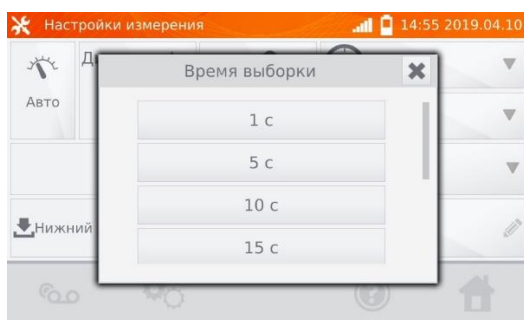 Настройки измерения
14:55 2019.04.10
Время выборки
Авто
1 с
5 с
10 с
15 с
Нижний